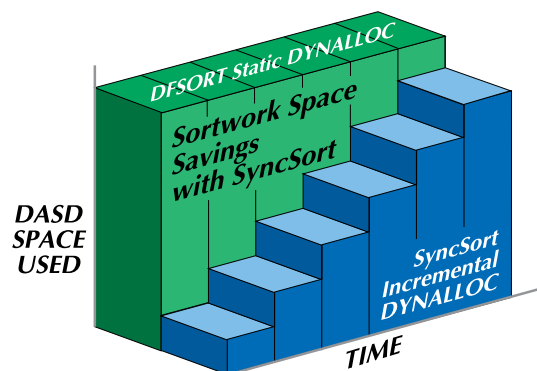 DFSORT Static DYNALLOC
Sortwork Space
Savings
with SyncSort
DASD
SPACE
USED
SyncSort
Incremental
DYNALLOC
TIME